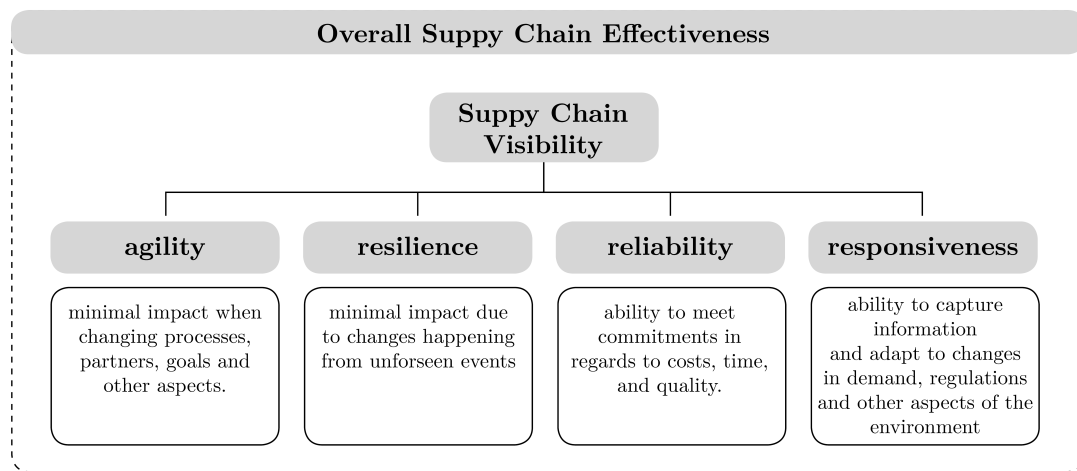 Overall Suppy Chain Effectiveness
Suppy Chain
Visibility
agility
resilience
reliability
responsiveness
minimal impact when
changing processes,
partners, goals and
other aspects.
minimal impact due
to changes happening
from unforseen events
ability to meet
commitments in
regards to costs, time,
and quality.
ability to capture
information
and adapt to changes
in demand, regulations
and other aspects of the
environment